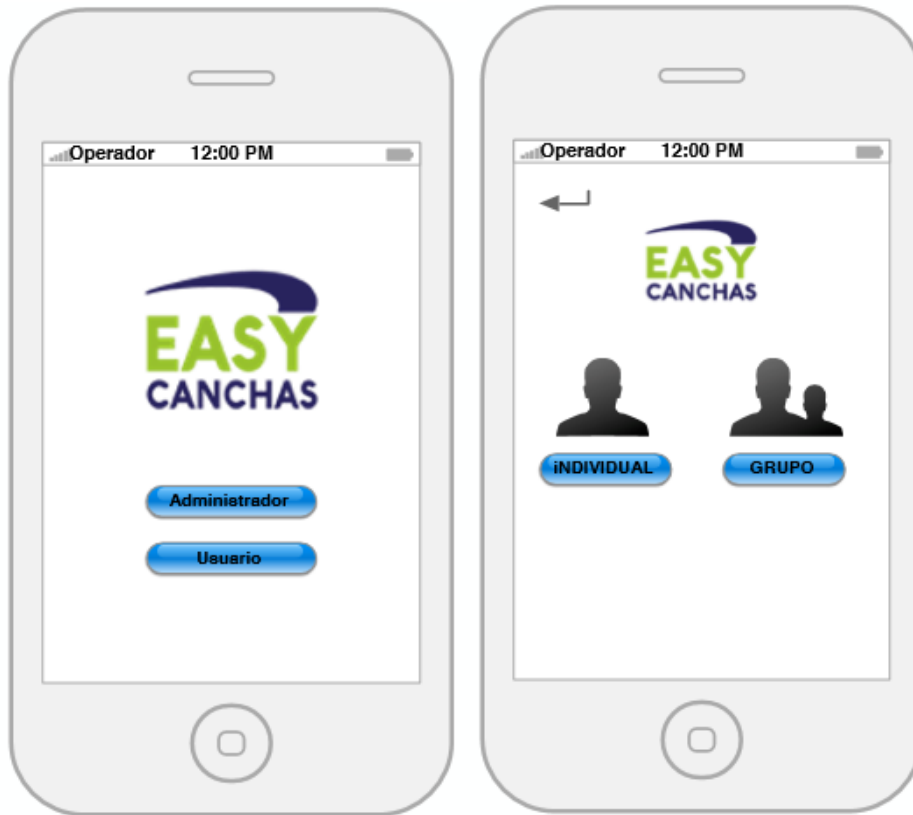 Operador 12:00 PM
EASY
CANCHAS
Administrador
Usuario
Operador 12:00 PM
EASY
CANCHAS
iNDIVIDUAL GRUPO